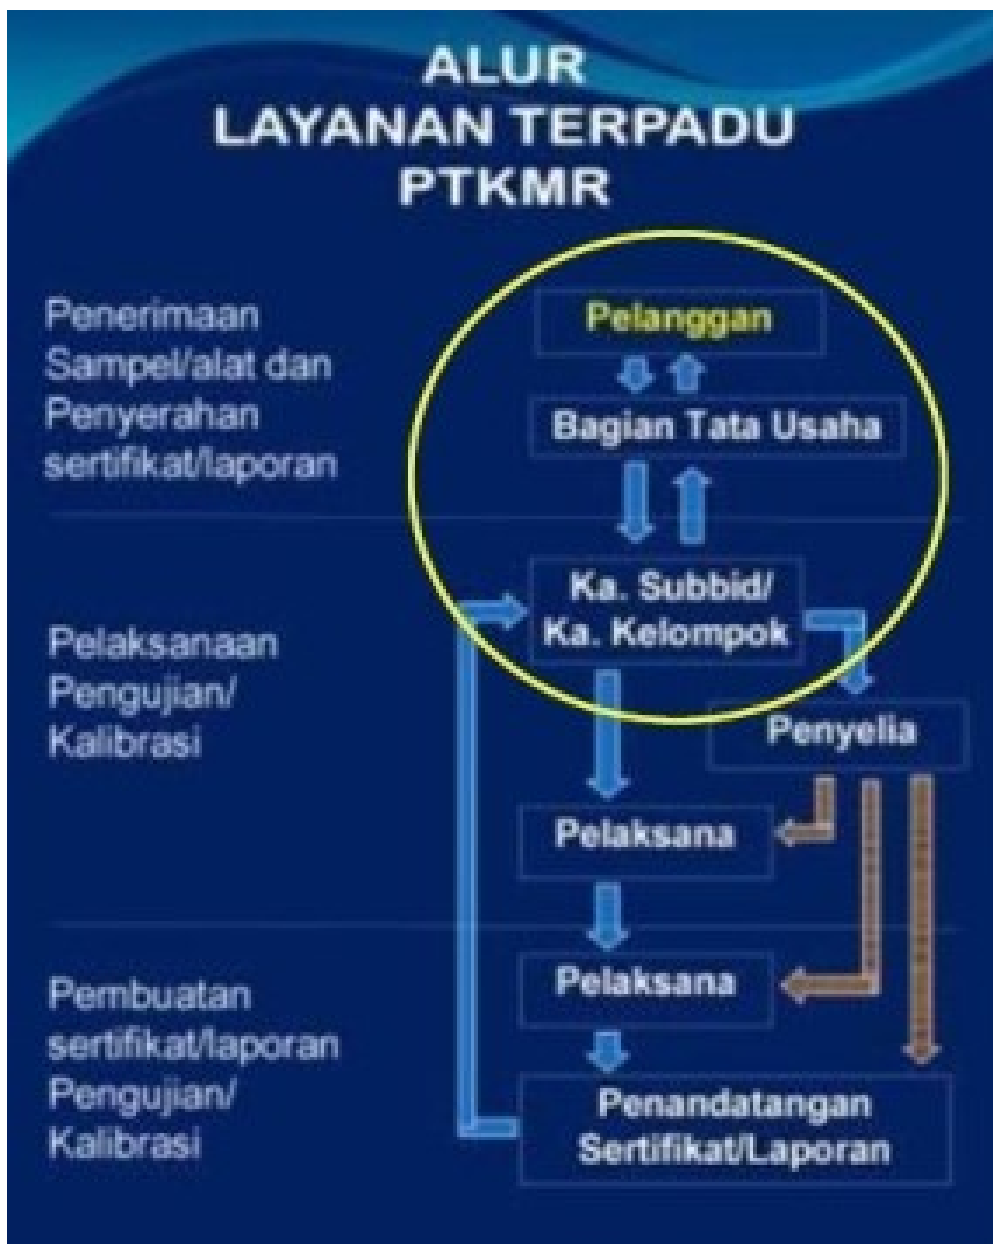 ALUR
LAYANAN TERPADU
PTKMR
Penerimaan
Sampel/alat dan
Penyerahan
sertifikat/laporan
Pelanggan
Bagian Tata Usaha
Pelaksanaan
Pengujian/
Kalibrasi
Ka. Subbid/
Ka. Kelompok
Penyelia
Pelaksana
Pembuatan
sertifikat/laporan
Pengujian/
Kalibrasi
Pelaksana
Penandatangan
Sertifikat/Laporan